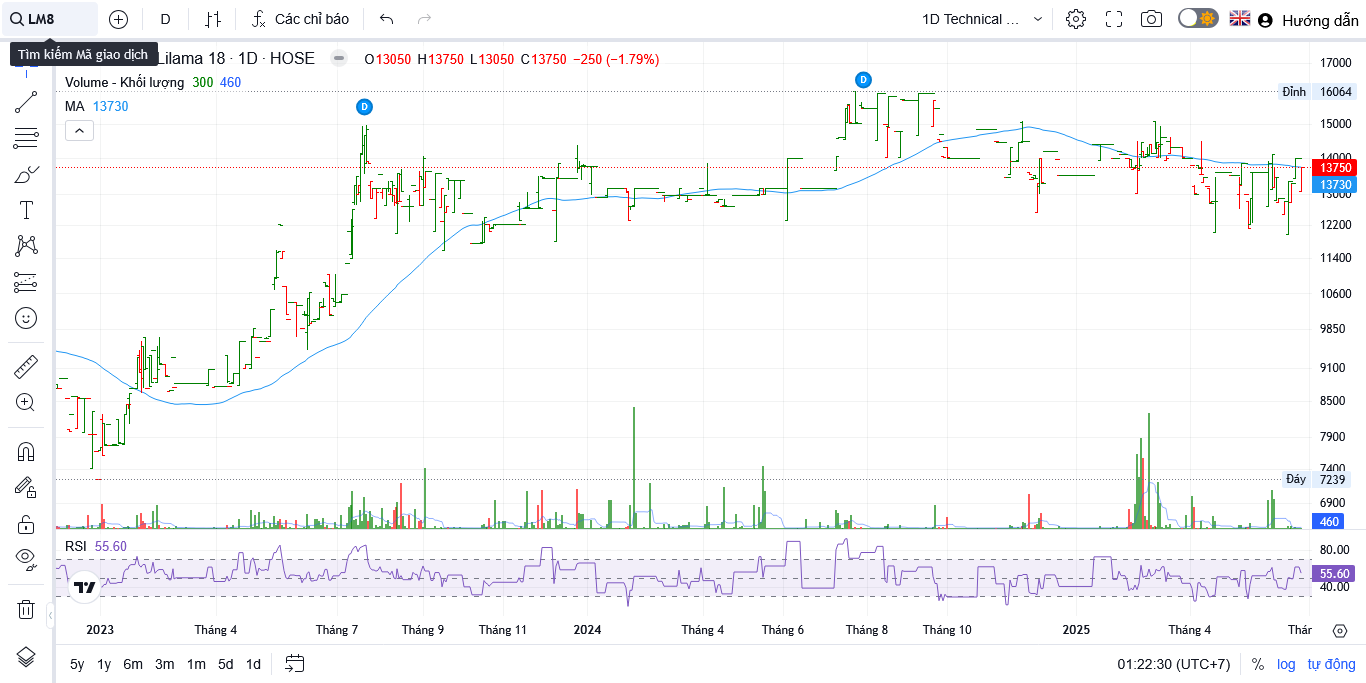 LM8
D
Các chỉ báo
1D Technical ...
Hướng dẫn
Tìm kiếm Mã giao dịch
Lilama 18 · 1D · HOSE
O13050 H13750 L13050 C13750 −250 (−1.79%)
Volume - Khối lượng 300 460
MA 13730
D
D
17000
Đỉnh 16064
15000
14000
13750
13730
13000
12200
11400
10600
9850
9100
8500
7900
7400
Đáy 7239
6900
460
RSI 55.60
80.00
55.60
40.00
2023 Tháng 4 Tháng 7 Tháng 9 Tháng 11 2024 Tháng 4 Tháng 6 Tháng 8 Tháng 10 2025 Tháng 4 Thár
5y 1y 6m 3m 1m 5d 1d
01:22:30 (UTC+7) % log tự động